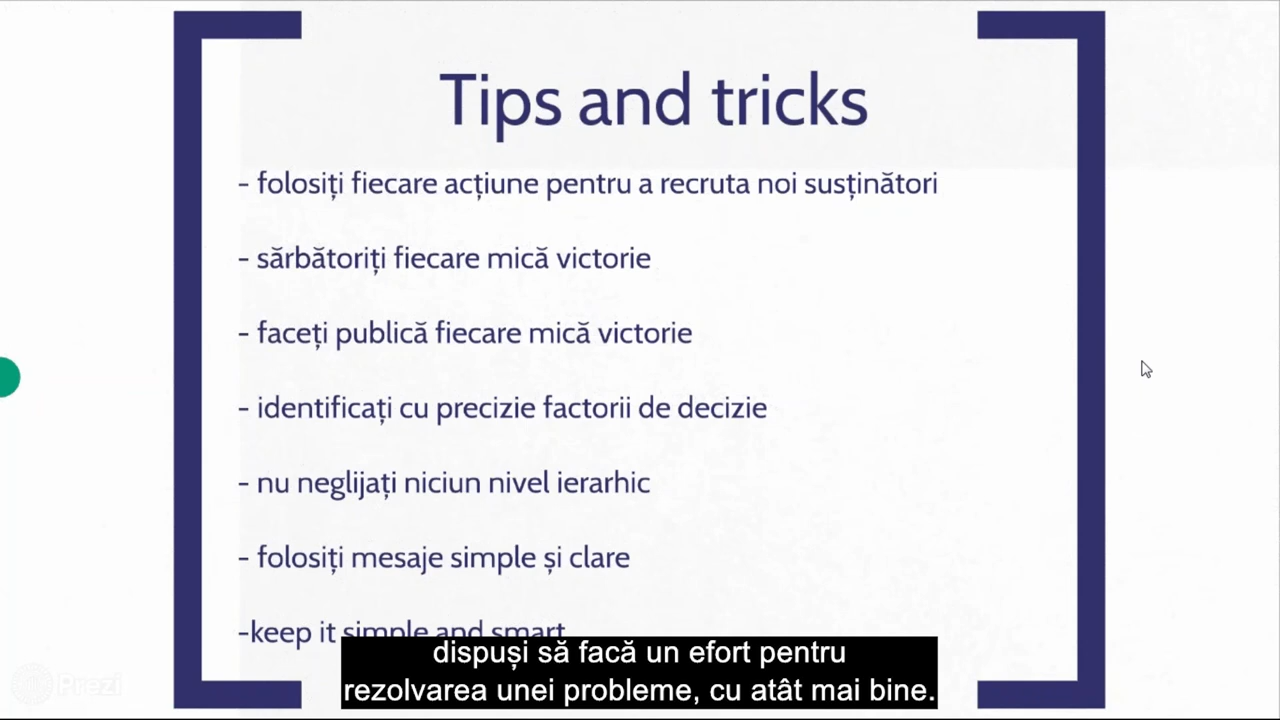 Tips and tricks
- folosiți fiecare acțiune pentru a recruta noi susținători
- sărbătoriți fiecare mică victorie
- faceți publică fiecare mică victorie
- identificați cu precizie factorii de decizie
- nu neglijați niciun nivel ierarhic
- folosiți mesaje simple și clare
-keep it simple and smart
dispuși să facă un efort pentru
rezolvarea unei probleme, cu atât mai bine.
Prezi